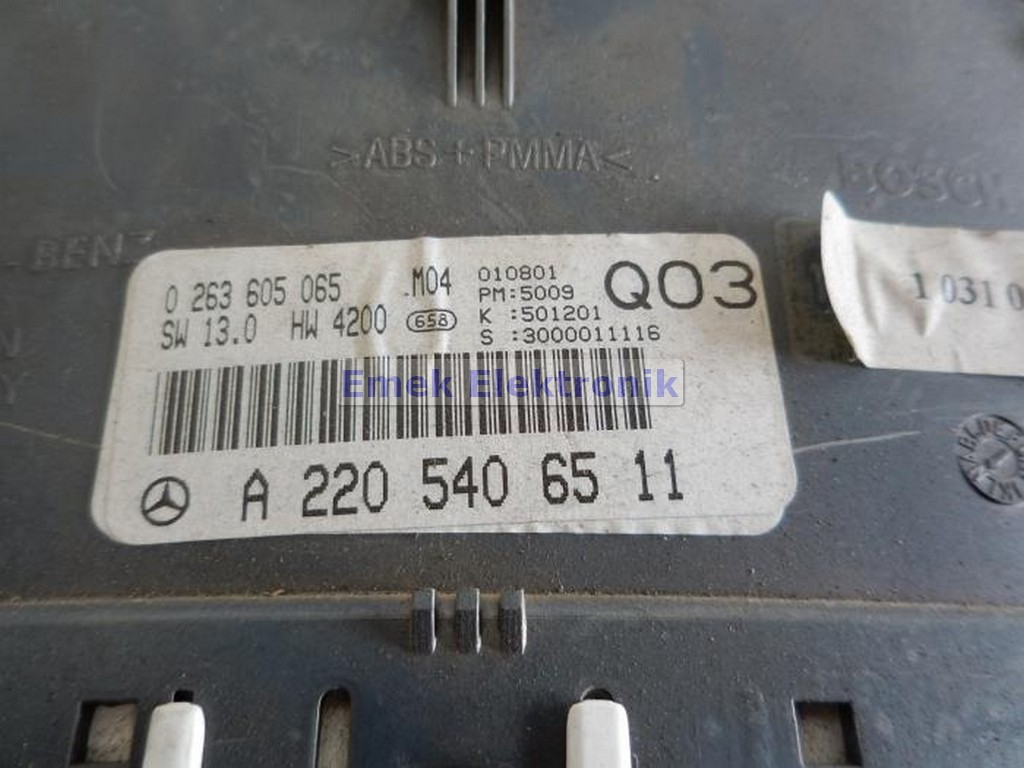 >ABS+PMMA<
BOSCH
BENZ
0 263 605 065 M04
SW 13.0 HW 4200 658
010801
PM:5009
K :501201
S :3000011116
Q03
1 031 0
Emek Elektronik
A 220 540 65 11